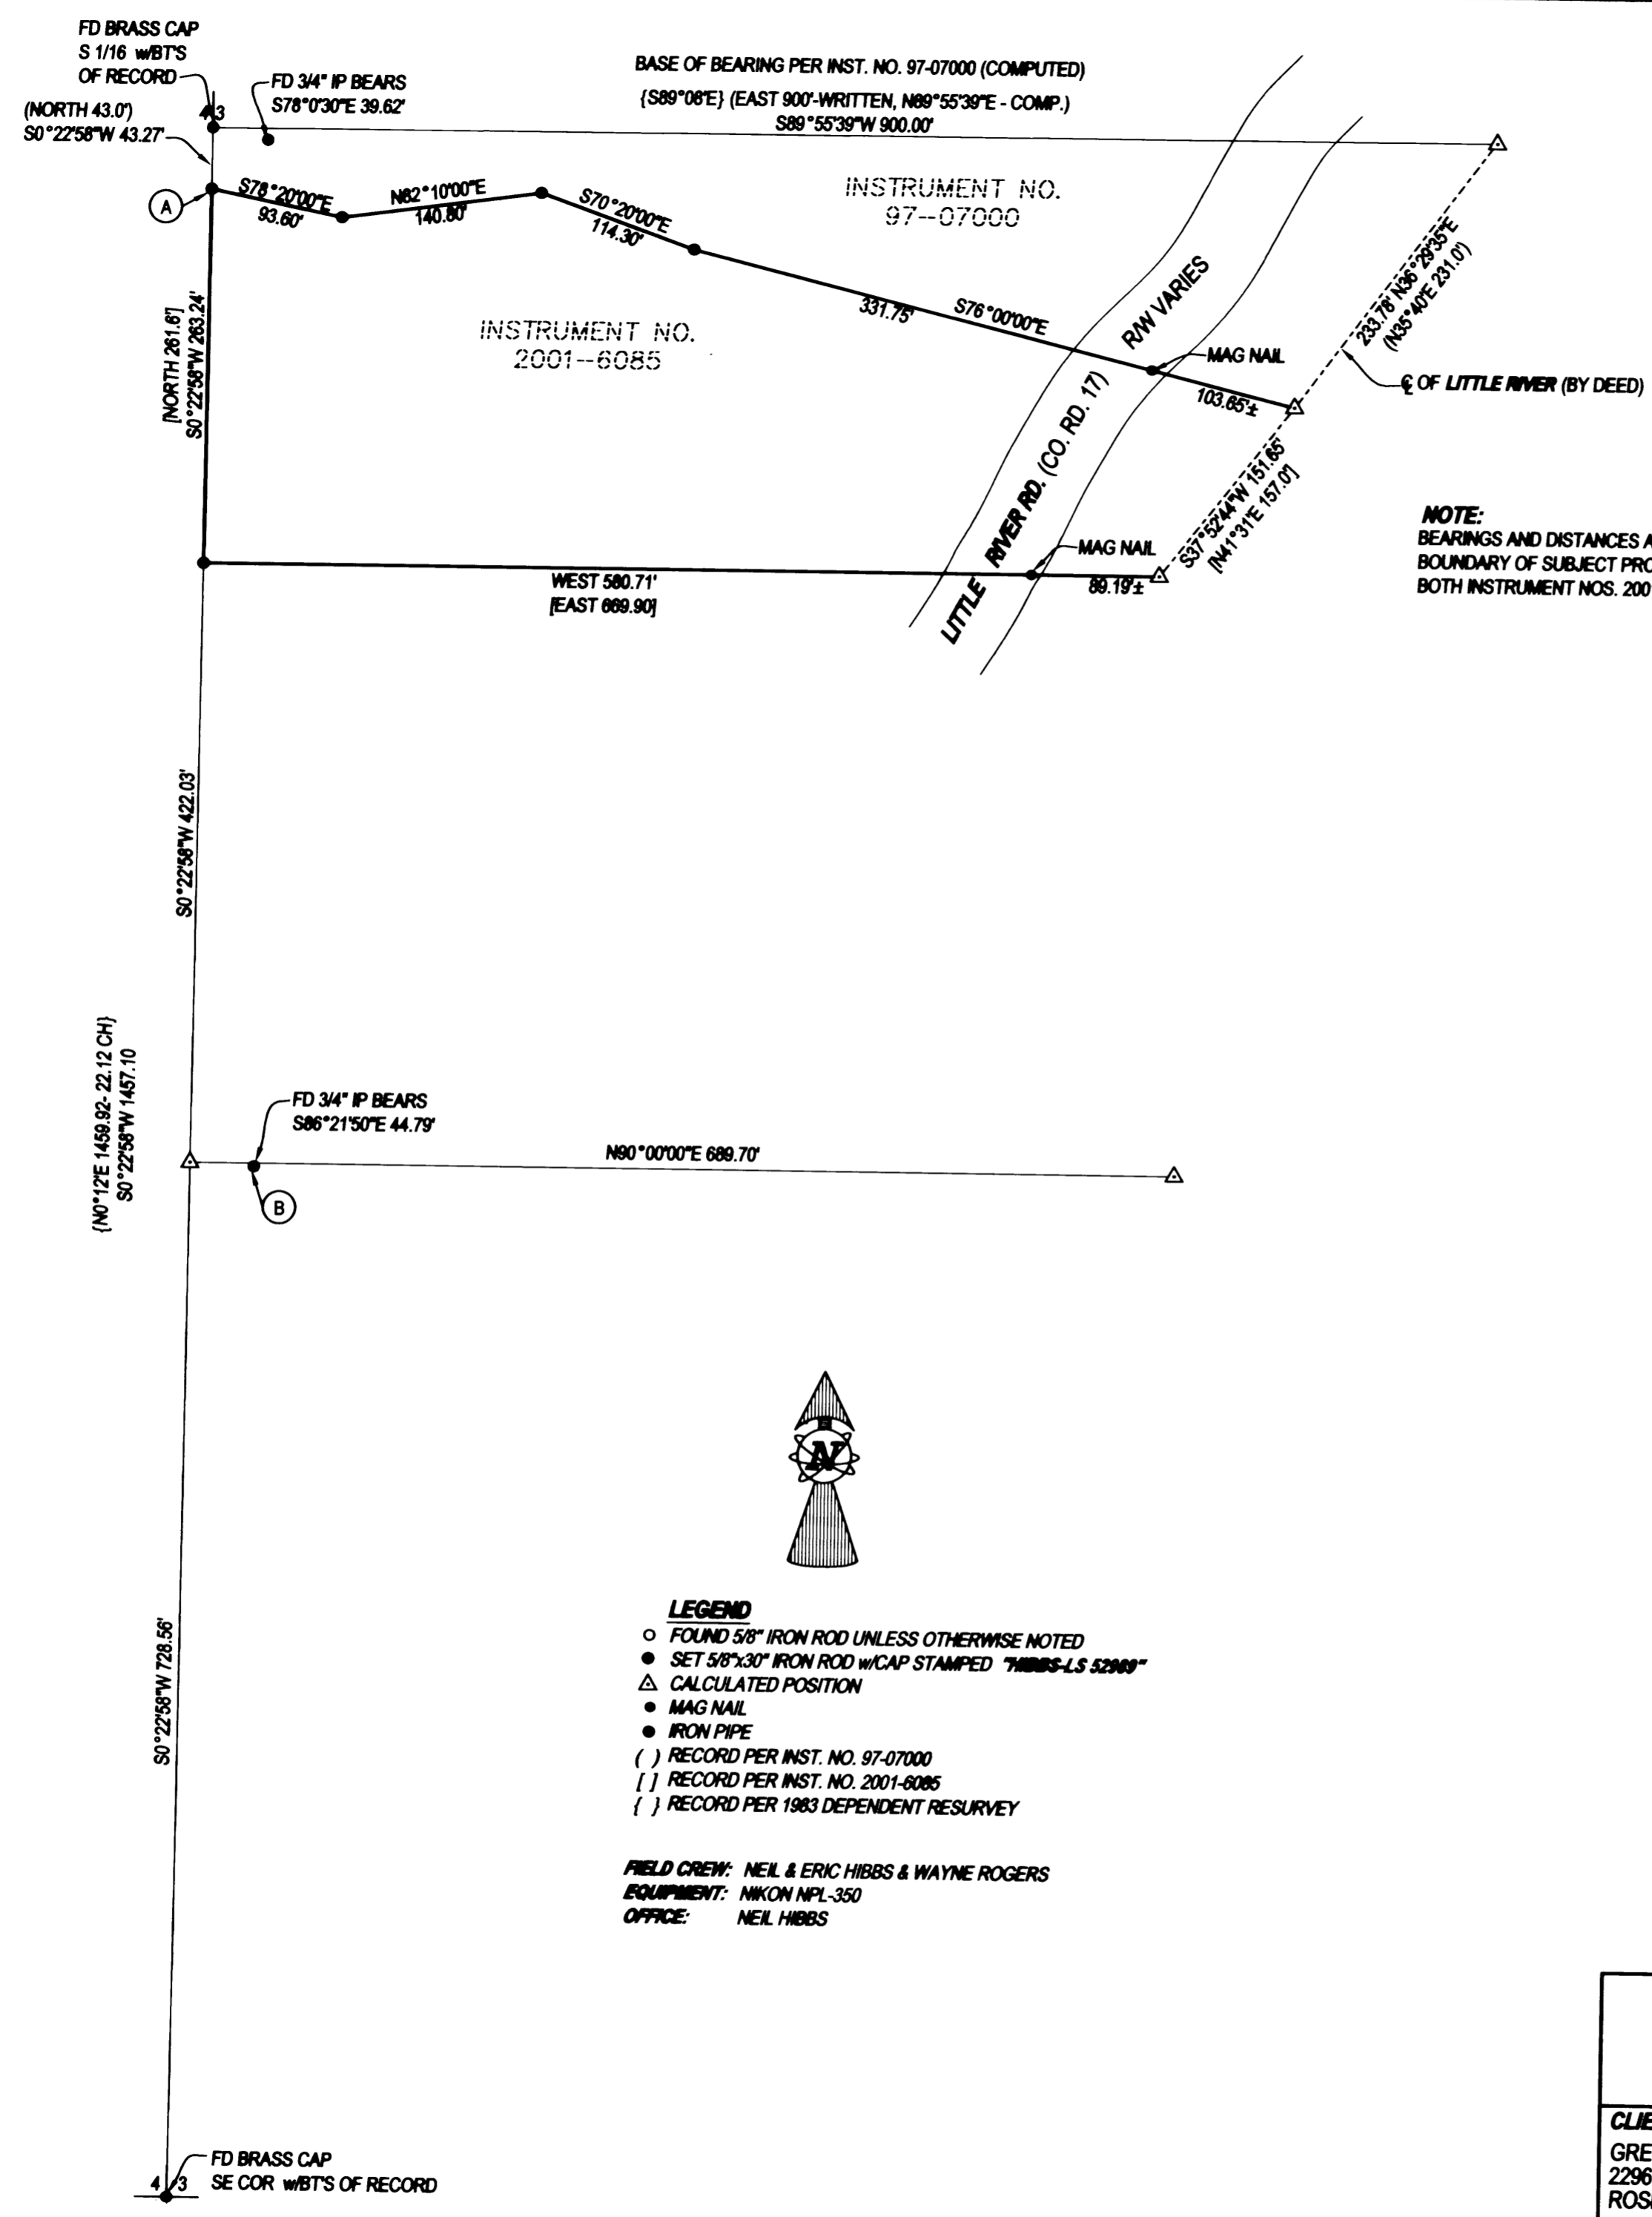 FD BRASS CAP
S 1/16 w/BT'S
OF RECORD
FD 3/4" IP BEARS
S78°0'30"E 39.62'
(NORTH 43.0')
S0°22'58"W 43.27'
4 3
BASE OF BEARING PER INST. NO. 97-07000 (COMPUTED)
{S89°06'E} (EAST 900'-WRITTEN, N89°55'39"E - COMP.)
S89°55'39"W 900.00'
A
S78°20'00"E
93.60'
N82°10'00"E
140.80'
S70°20'00"E
114.30'
INSTRUMENT NO.
97--07000
331.75'
S76°00'00"E
R/W VARIES
MAG NAIL
103.65'±
233.78' N36°29'35"E
(N35°40'E 231.0')
℄ OF LITTLE RIVER (BY DEED)
INSTRUMENT NO.
2001--6085
[NORTH 261.6']
S0°22'58"W 263.24'
LITTLE RIVER RD. (CO. RD. 17)
S37°52'44"W 151.65'
[N41°31'E 157.0']
MAG NAIL
89.19'±
WEST 580.71'
[EAST 669.90]
NOTE:
BEARINGS AND DISTANCES A
BOUNDARY OF SUBJECT PRO
BOTH INSTRUMENT NOS. 200
S0°22'58"W 422.03'
{N0°12'E 1459.92- 22.12 CH}
S0°22'58"W 1457.10
FD 3/4" IP BEARS
S86°21'50"E 44.79'
N90°00'00"E 689.70'
B
N
S0°22'58"W 728.56'
LEGEND
FOUND 5/8" IRON ROD UNLESS OTHERWISE NOTED
SET 5/8"x30" IRON ROD w/CAP STAMPED "HIBBS-LS 52969"
CALCULATED POSITION
MAG NAIL
IRON PIPE
( ) RECORD PER INST. NO. 97-07000
[ ] RECORD PER INST. NO. 2001-6085
{ } RECORD PER 1983 DEPENDENT RESURVEY
FIELD CREW: NEIL & ERIC HIBBS & WAYNE ROGERS
EQUIPMENT: NIKON NPL-350
OFFICE: NEIL HIBBS
FD BRASS CAP
SE COR w/BT'S OF RECORD
4 3
CLIE
GRE
2296
ROS